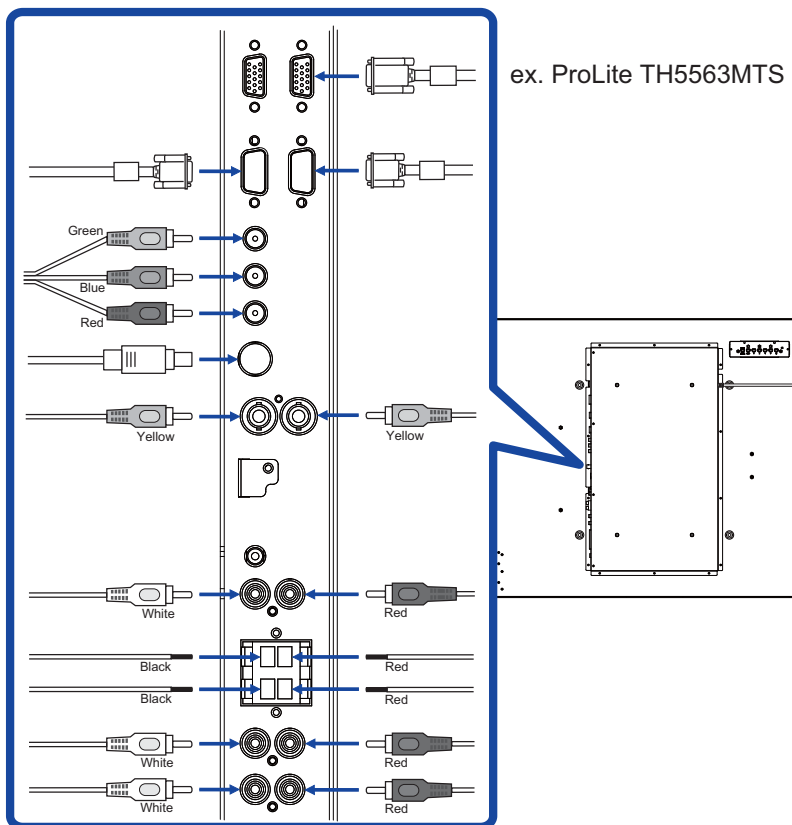 ex. ProLite TH5563MTS
Green
Blue
Red
Yellow
Yellow
White
Red
Black
Red
Black
Red
White
Red
White
Red